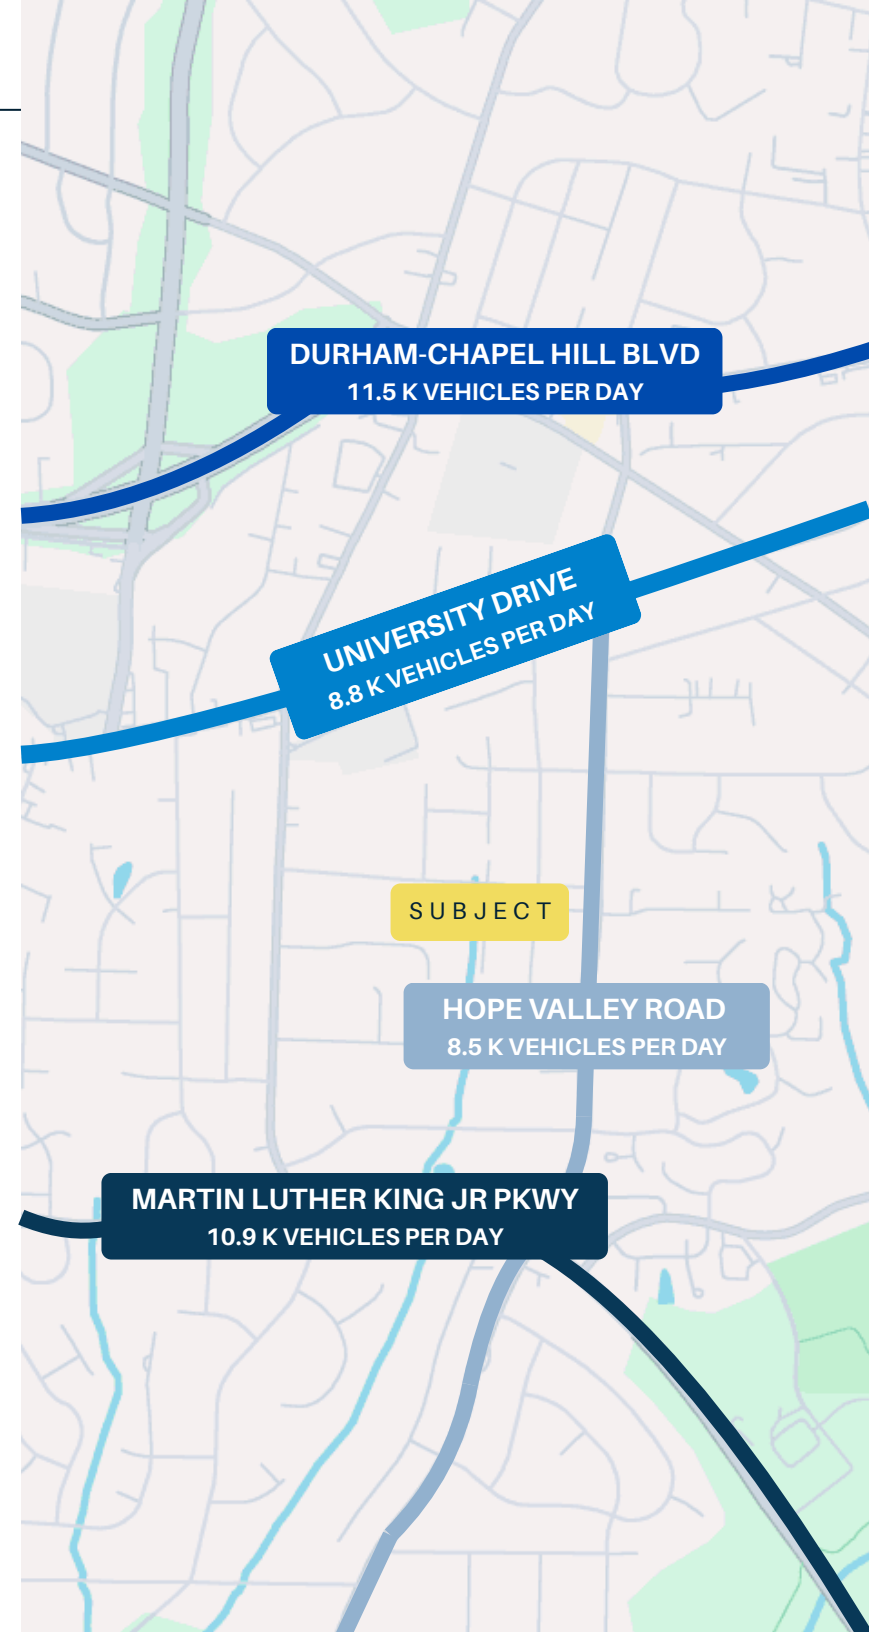 DURHAM-CHAPEL HILL BLVD
11.5 K VEHICLES PER DAY
UNIVERSITY DRIVE
8.8 K VEHICLES PER DAY
SUBJECT
HOPE VALLEY ROAD
8.5 K VEHICLES PER DAY
MARTIN LUTHER KING JR PKWY
10.9 K VEHICLES PER DAY